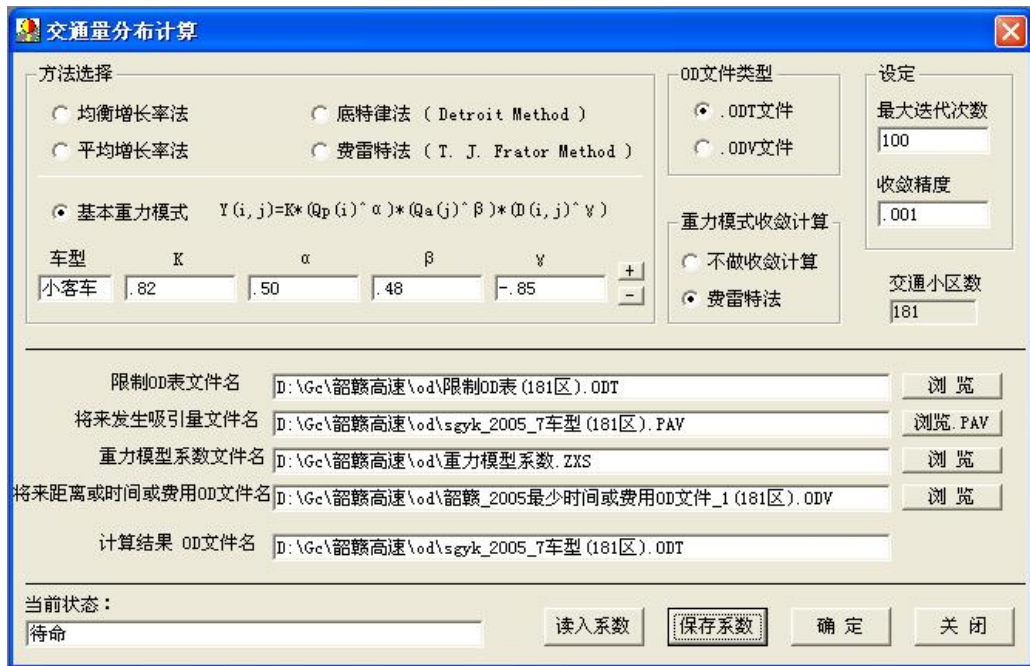 交通量分布计算
方法选择
均衡增长率法
底特律法 ( Detroit Method )
平均增长率法
费雷特法 ( T. J. Frator Method )
基本重力模式 Y(i,j)=K*(Qp(i)^α)*(Qa(j)^β)*(D(i,j)^γ)
车型 K α β γ
小客车 .82 .50 .48 -.85 + -
OD文件类型
.ODT文件
.ODV文件
重力模式收敛计算
不做收敛计算
费雷特法
设定
最大迭代次数
100
收敛精度
.001
交通小区数
181
限制OD表文件名 D:\Gc\韶赣高速\od\限制OD表(181区).ODT 浏 览
将来发生吸引量文件名 D:\Gc\韶赣高速\od\sgyk_2005_7车型(181区).PAV 浏览.PAV
重力模型系数文件名 D:\Gc\韶赣高速\od\重力模型系数.ZXS 浏 览
将来距离或时间或费用OD文件名 D:\Gc\韶赣高速\od\韶赣_2005最少时间或费用OD文件_1(181区).ODV 浏 览
计算结果 OD文件名 D:\Gc\韶赣高速\od\sgyk_2005_7车型(181区).ODT
当前状态：
待命
读入系数 保存系数 确 定 关 闭